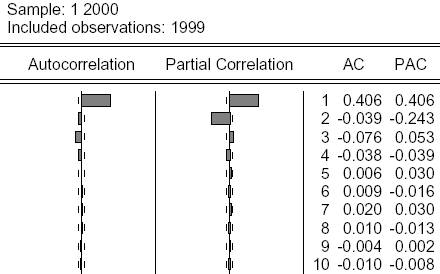 Sample: 1 2000
Included observations: 1999
Autocorrelation Partial Correlation AC PAC
1 0.406 0.406
2 -0.039 -0.243
3 -0.076 0.053
4 -0.038 -0.039
5 0.006 0.030
6 0.009 -0.016
7 0.020 0.030
8 0.010 -0.013
9 -0.004 0.002
10 -0.010 -0.008